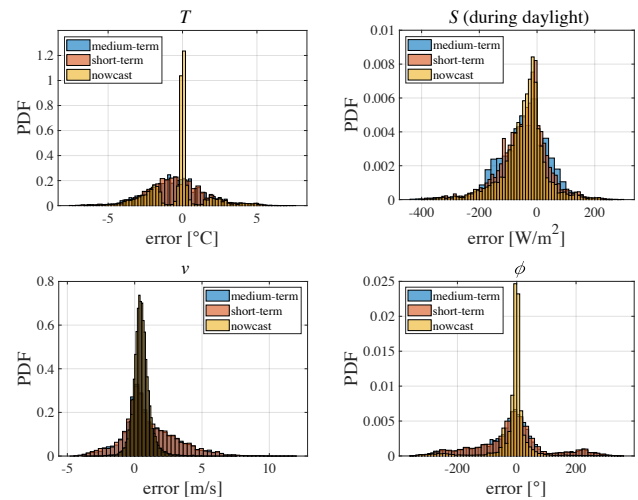 T
PDF
1.2
1
0.8
0.6
0.4
0.2
0
medium-term
short-term
nowcast
-5 0 5
error [°C]
S (during daylight)
PDF
0.01
0.008
0.006
0.004
0.002
0
medium-term
short-term
nowcast
-400 -200 0 200
error [W/m²]
v
PDF
0.8
0.6
0.4
0.2
0
medium-term
short-term
nowcast
-5 0 5 10
error [m/s]
ϕ
PDF
0.025
0.02
0.015
0.01
0.005
0
medium-term
short-term
nowcast
-200 0 200
error [°]